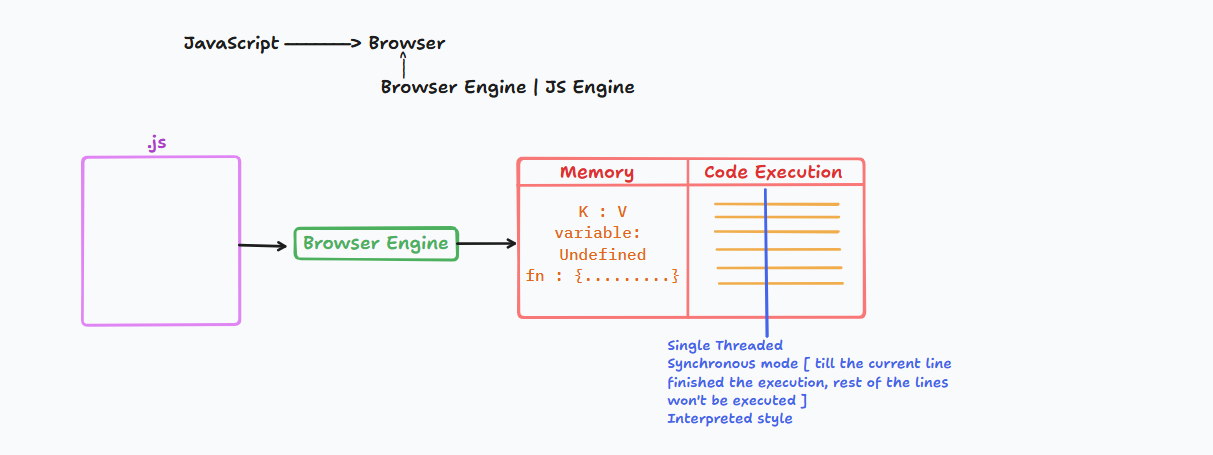 JavaScript ———> Browser
Browser Engine | JS Engine
.js
Browser Engine
Memory
Code Execution
K : V
variable:
Undefined
fn : {.........}
Single Threaded
Synchronous mode [ till the current line
finished the execution, rest of the lines
won't be executed ]
Interpreted style